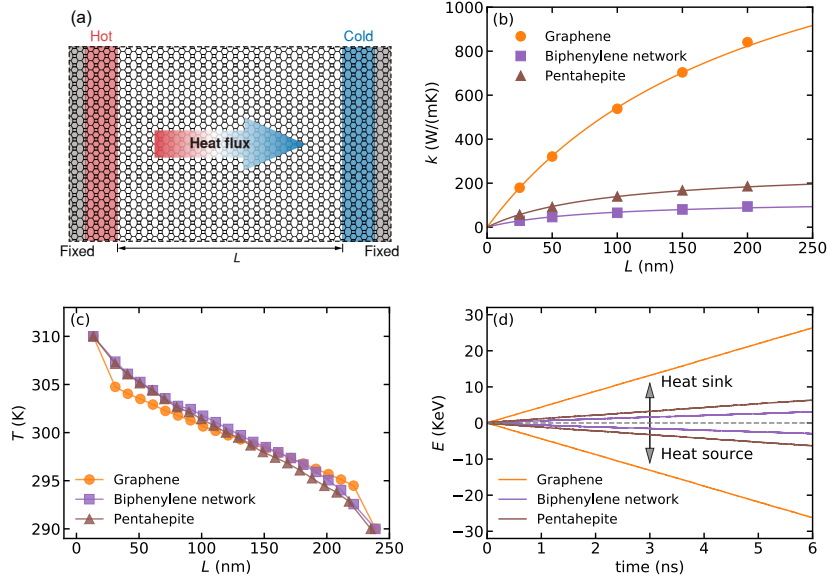 (a)
Hot
Cold
Heat flux
Fixed
L
Fixed
(b)
1000
800
600
400
200
0
k (W/(mK))
Graphene
Biphenylene network
Pentahepite
0
50
100
150
200
250
L (nm)
(c)
310
305
300
295
290
T (K)
Graphene
Biphenylene network
Pentahepite
0
50
100
150
200
250
L (nm)
(d)
30
20
10
0
−10
−20
−30
E (KeV)
Heat sink
Heat source
Graphene
Biphenylene network
Pentahepite
0
1
2
3
4
5
6
time (ns)